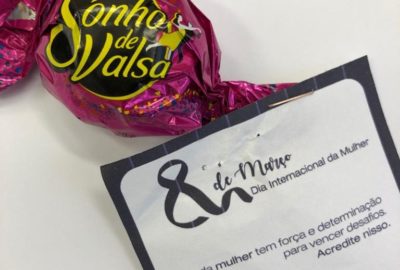 Sonho
de
Valsa
8 de Março
Dia Internacional da Mulher
da mulher tem força e determinação
para vencer desafios.
Acredite nisso.